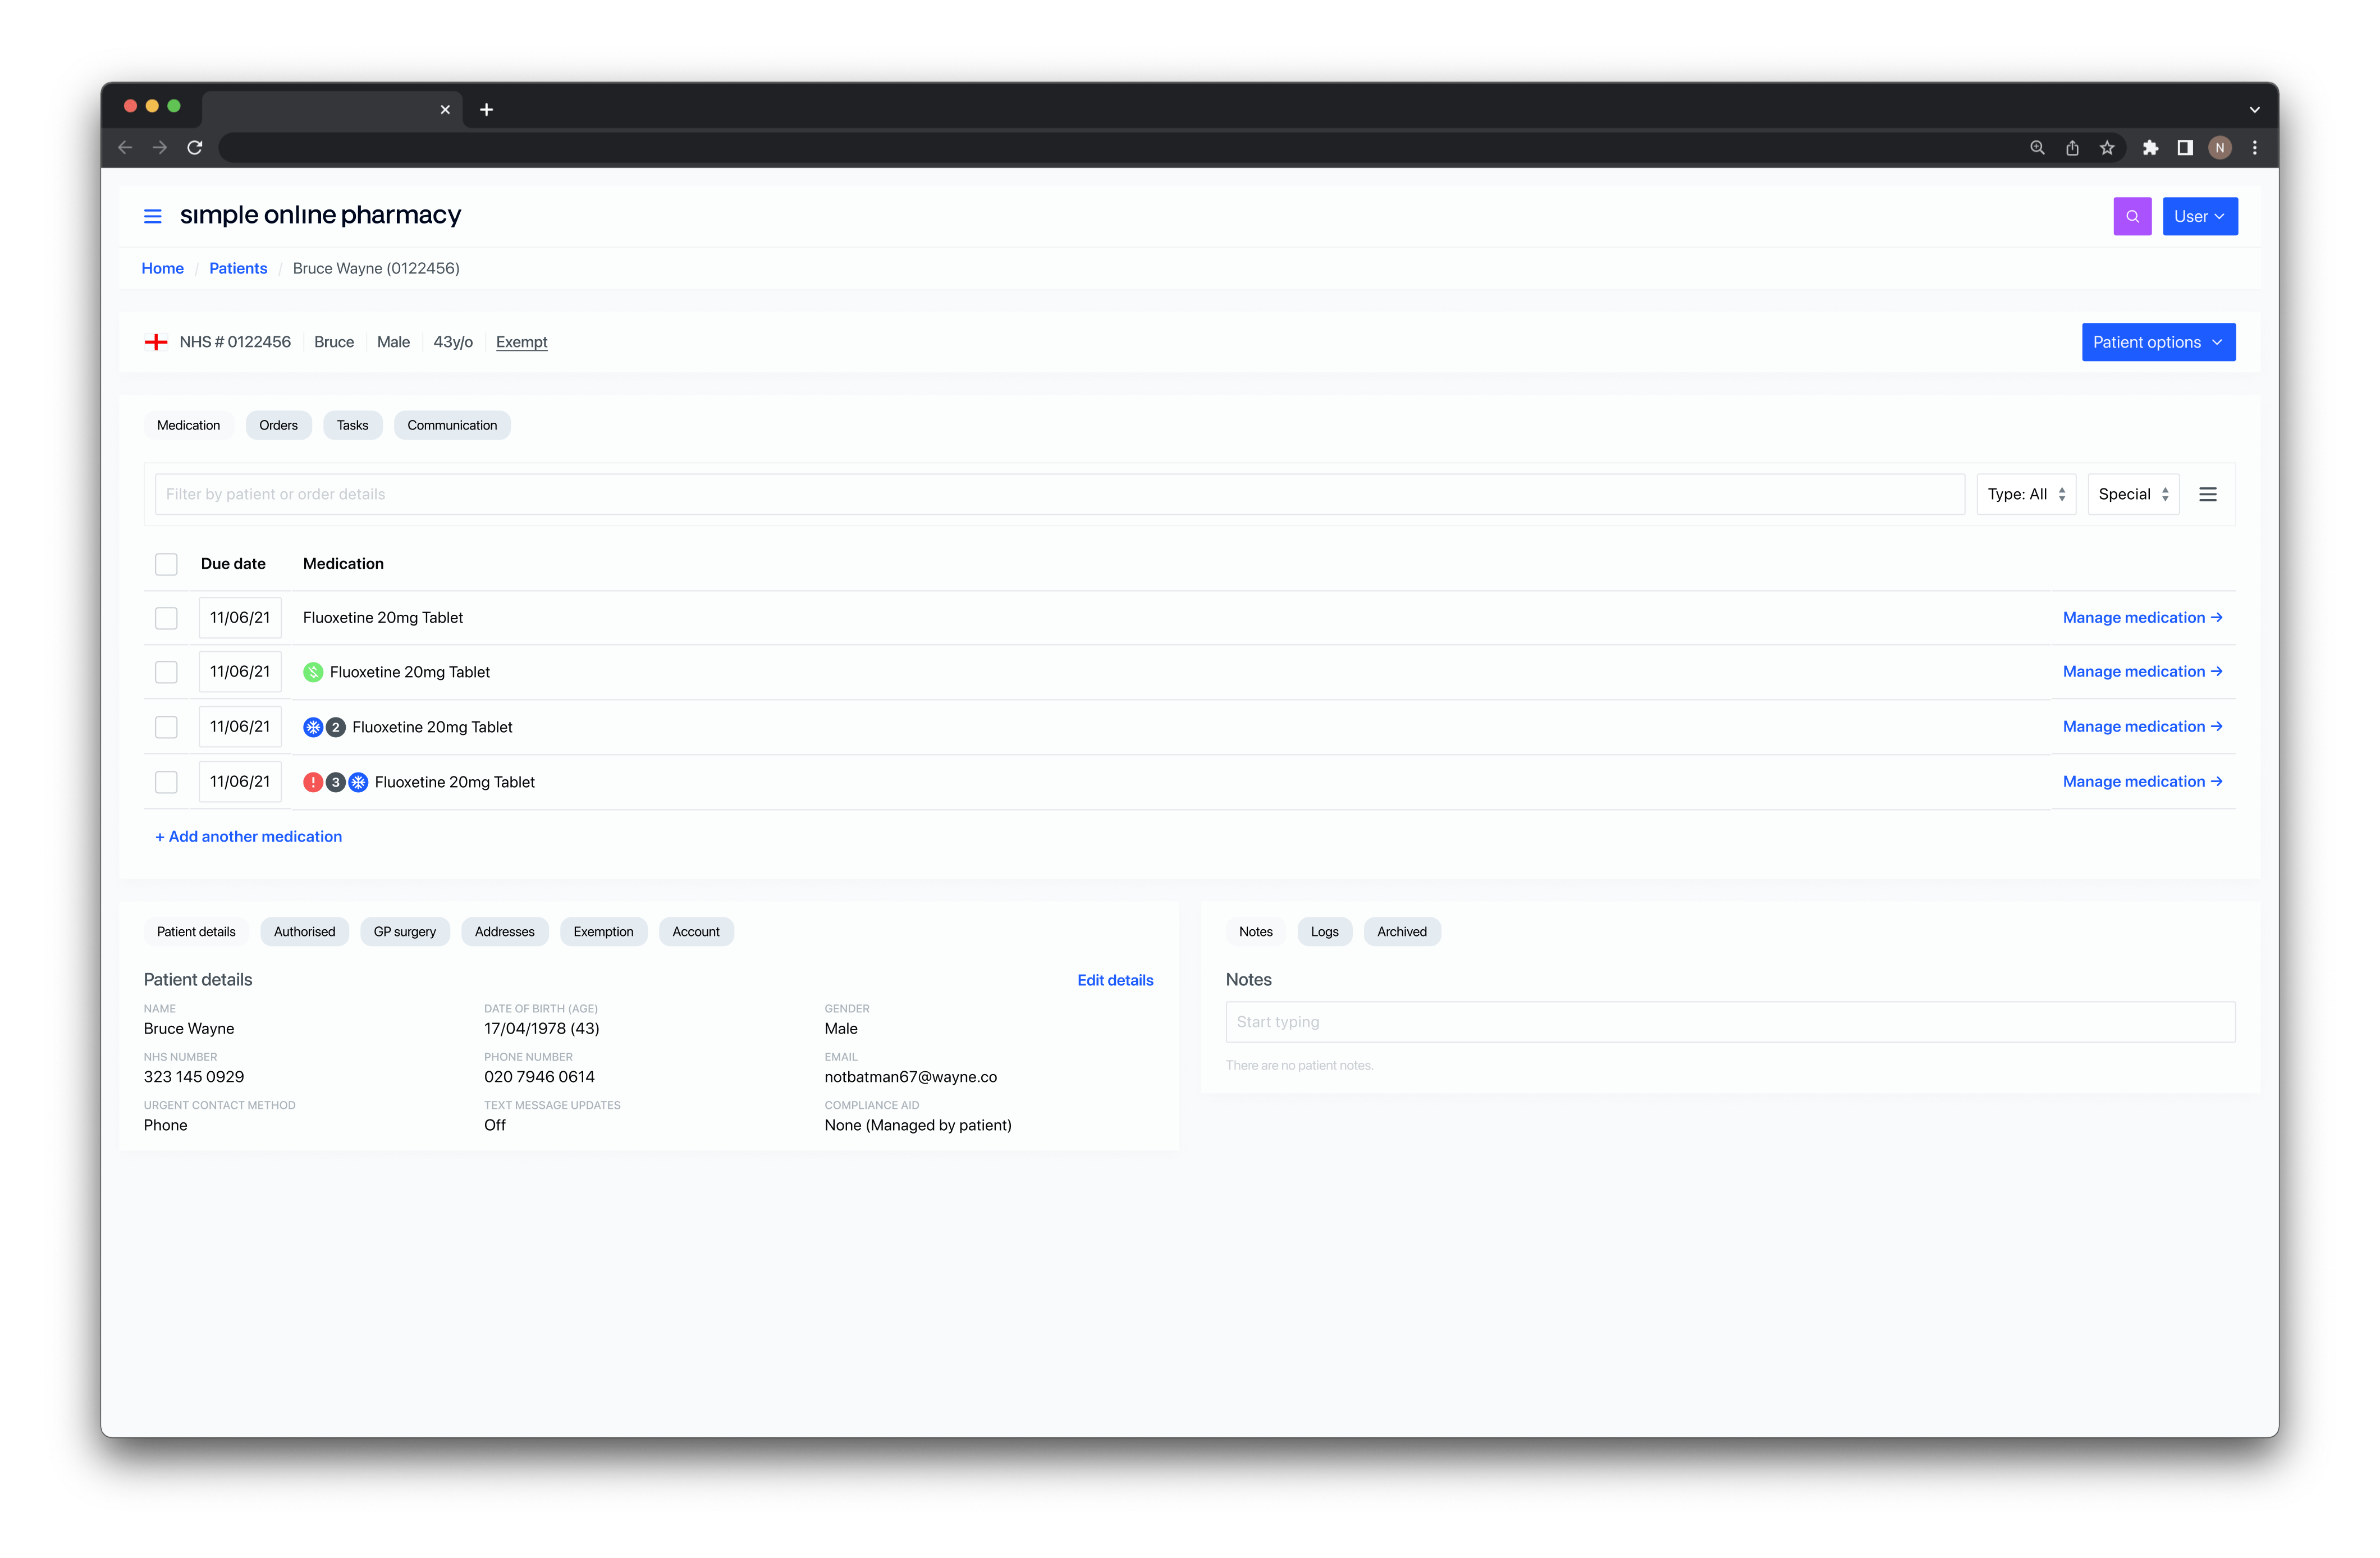 N
simple online pharmacy
User
Home / Patients / Bruce Wayne (0122456)
NHS # 0122456 Bruce Male 43y/o Exempt
Patient options
Medication Orders Tasks Communication
Filter by patient or order details Type: All Special
Due date Medication
11/06/21 Fluoxetine 20mg Tablet Manage medication →
11/06/21 Fluoxetine 20mg Tablet Manage medication →
11/06/21 2 Fluoxetine 20mg Tablet Manage medication →
11/06/21 ! 3 Fluoxetine 20mg Tablet Manage medication →
+ Add another medication
Patient details Authorised GP surgery Addresses Exemption Account
Patient details Edit details
NAME DATE OF BIRTH (AGE) GENDER
Bruce Wayne 17/04/1978 (43) Male
NHS NUMBER PHONE NUMBER EMAIL
323 145 0929 020 7946 0614 notbatman67@wayne.co
URGENT CONTACT METHOD TEXT MESSAGE UPDATES COMPLIANCE AID
Phone Off None (Managed by patient)
Notes Logs Archived
Notes
Start typing
There are no patient notes.